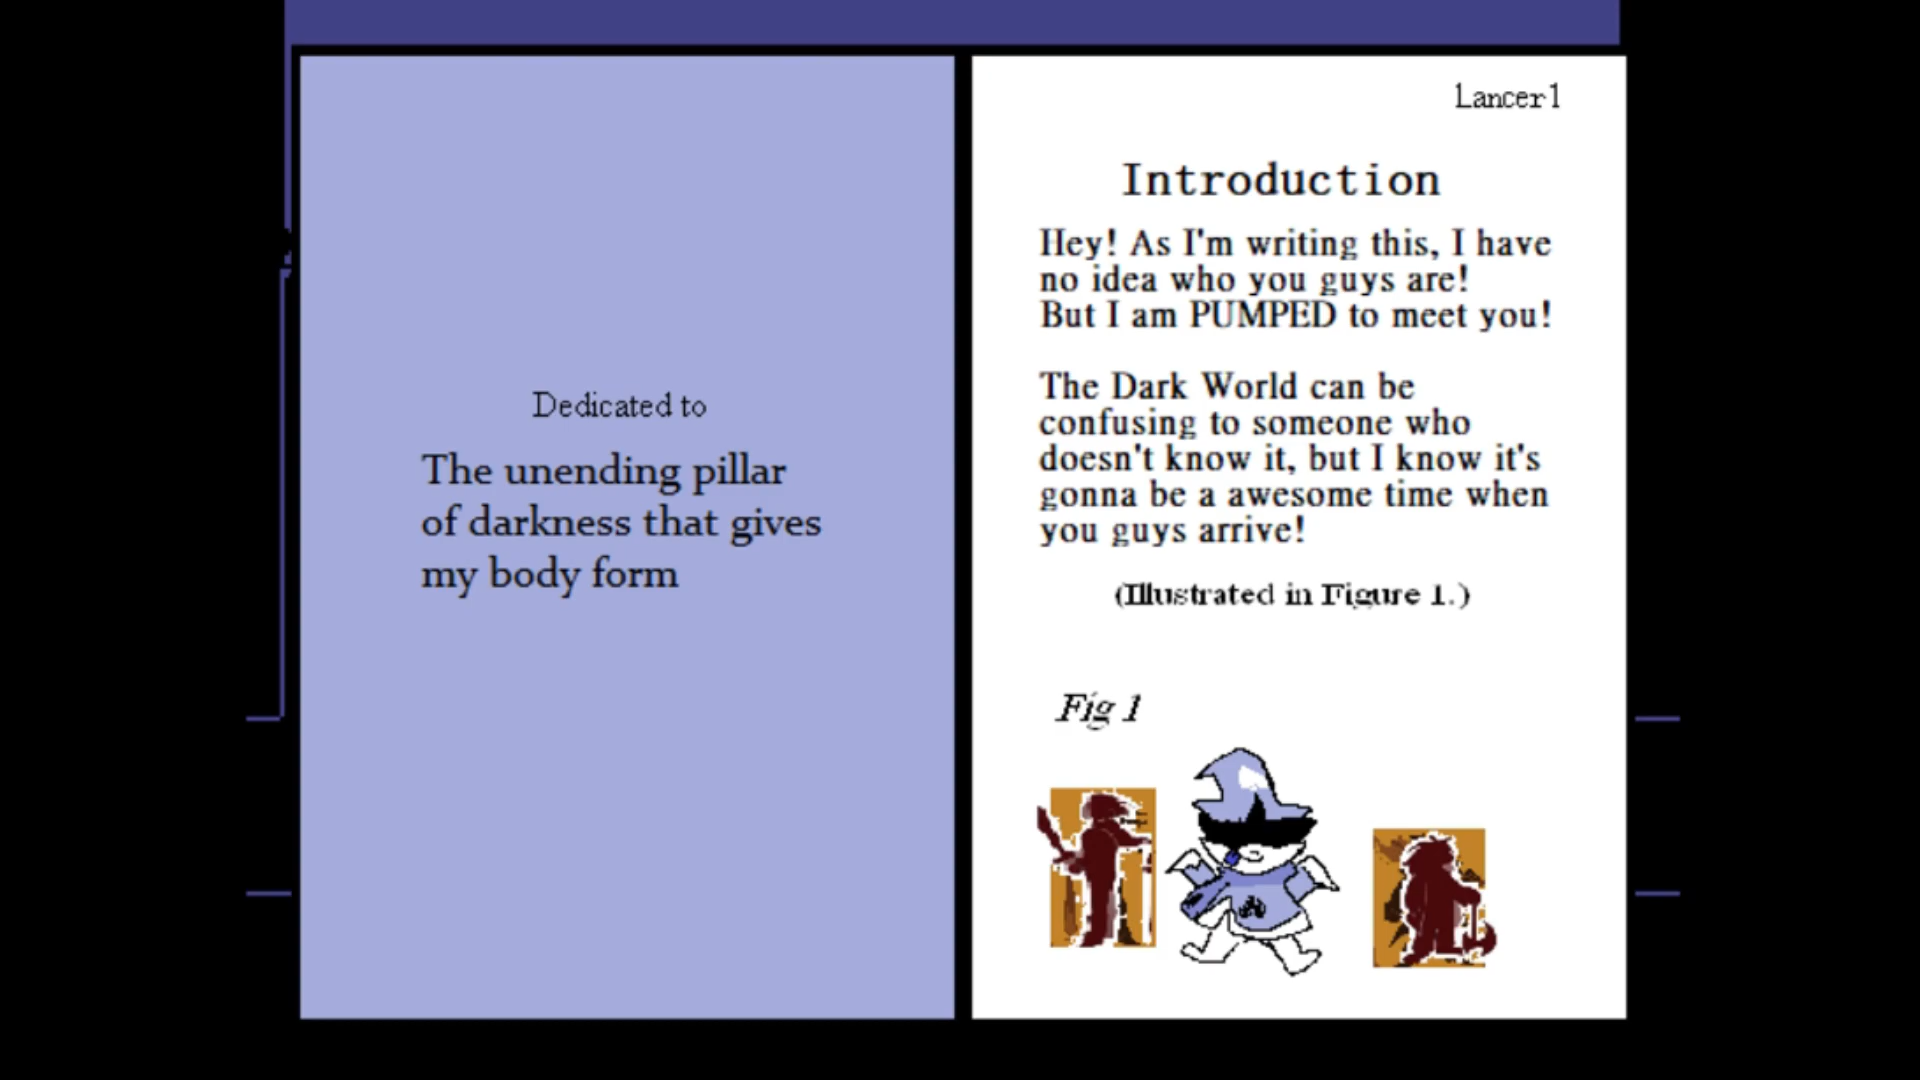 Dedicated to
The unending pillar
of darkness that gives
my body form
Lancer1
Introduction
Hey! As I'm writing this, I have
no idea who you guys are!
But I am PUMPED to meet you!
The Dark World can be
confusing to someone who
doesn't know it, but I know it's
gonna be a awesome time when
you guys arrive!
(Illustrated in Figure 1.)
Fig 1